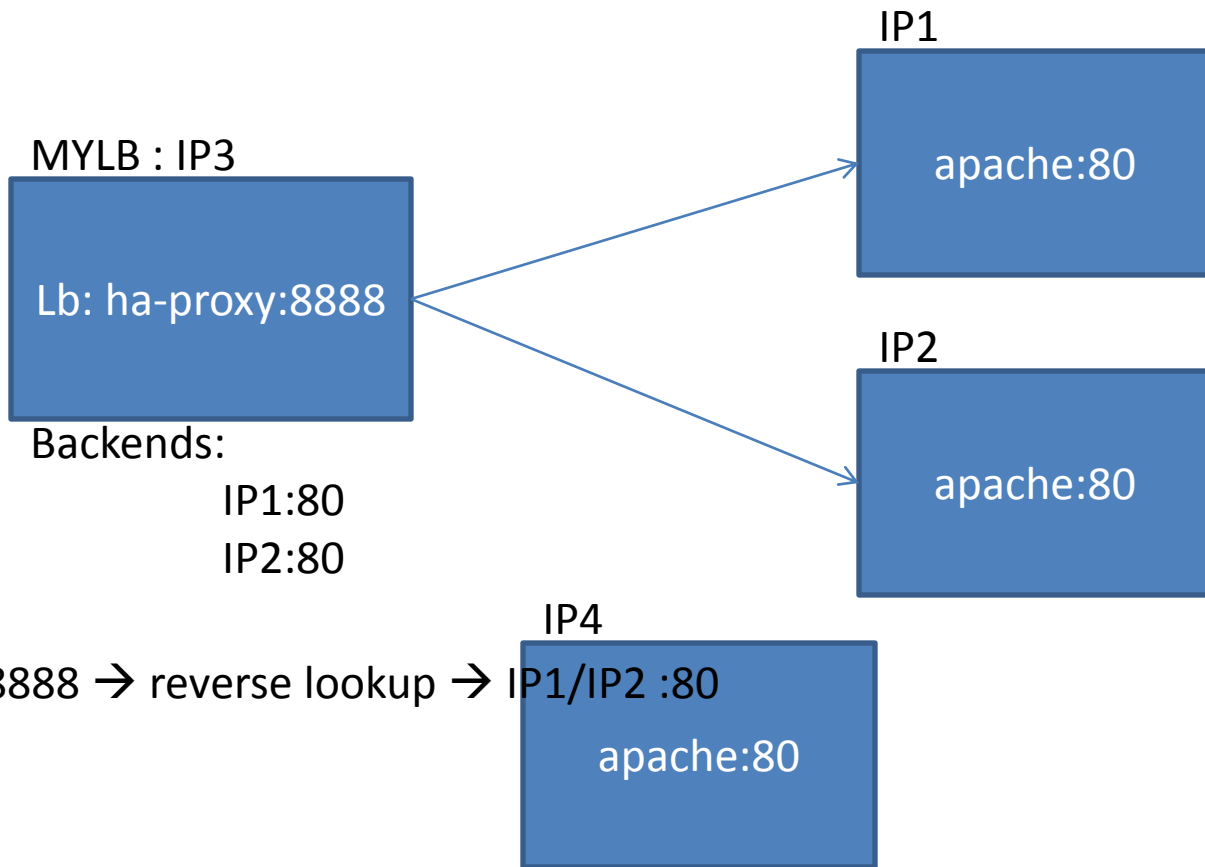 IP1
apache:80
MYLB : IP3
Lb: ha-proxy:8888
IP2
apache:80
Backends:
IP1:80
IP2:80
IP4
8888 → reverse lookup → IP1/IP2 :80
apache:80